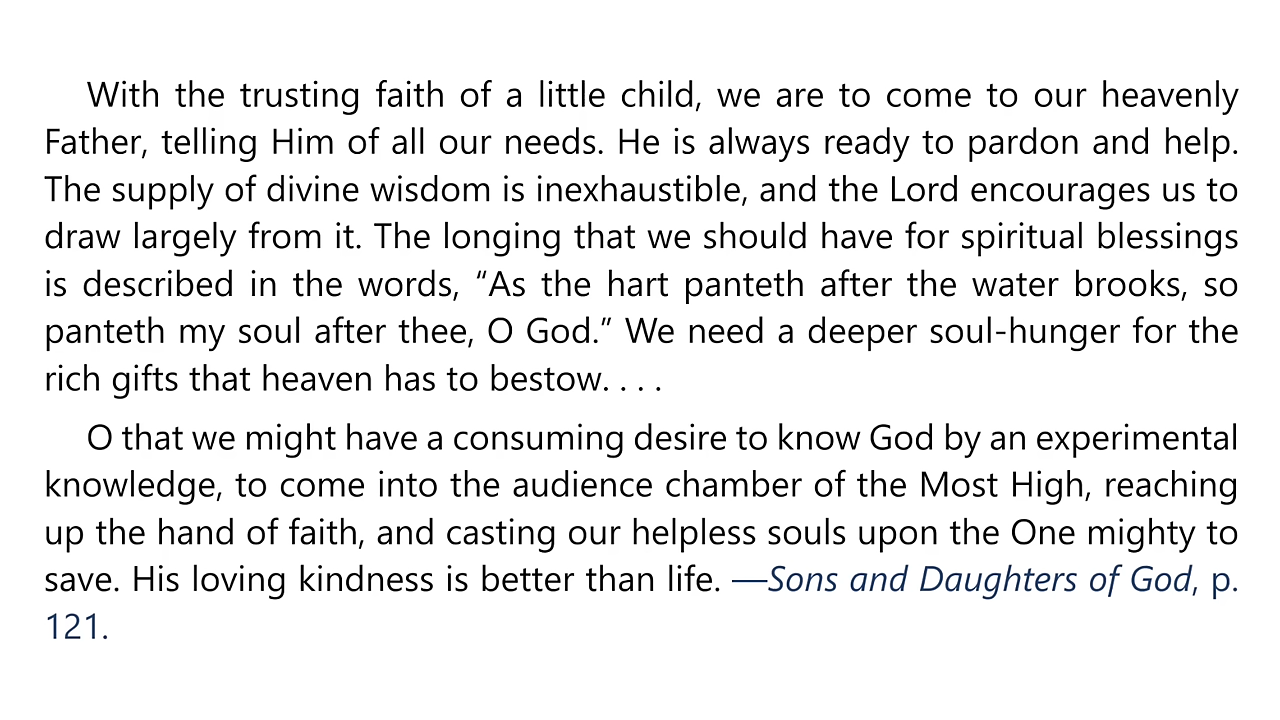 With the trusting faith of a little child, we are to come to our heavenly
Father, telling Him of all our needs. He is always ready to pardon and help.
The supply of divine wisdom is inexhaustible, and the Lord encourages us to
draw largely from it. The longing that we should have for spiritual blessings
is described in the words, “As the hart panteth after the water brooks, so
panteth my soul after thee, O God.” We need a deeper soul-hunger for the
rich gifts that heaven has to bestow. . . .
O that we might have a consuming desire to know God by an experimental
knowledge, to come into the audience chamber of the Most High, reaching
up the hand of faith, and casting our helpless souls upon the One mighty to
save. His loving kindness is better than life. —Sons and Daughters of God, p.
121.